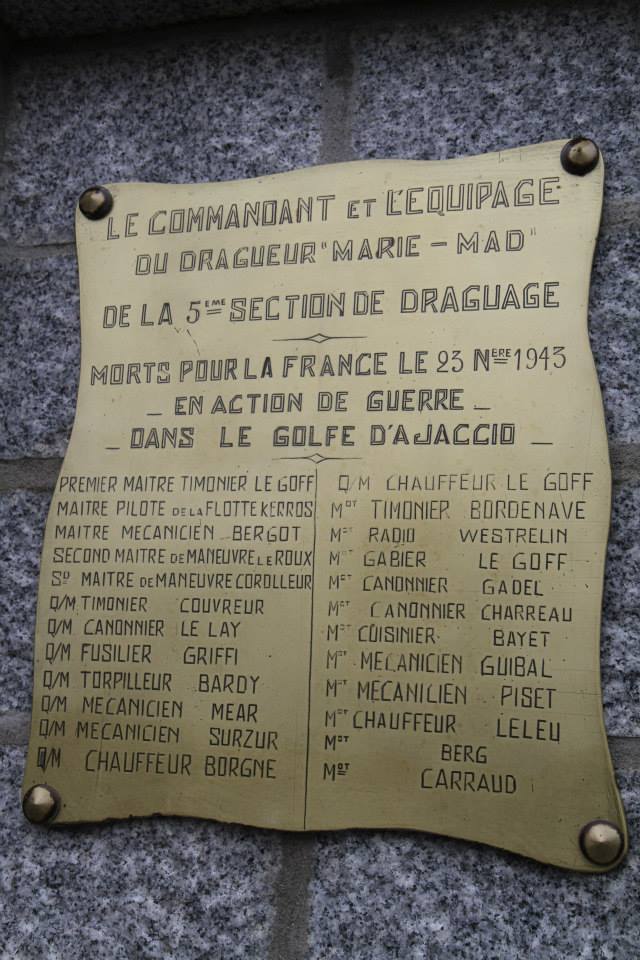 LE COMMANDANT ET L'ÉQUIPAGE
DU DRAGUEUR "MARIE - MAD"
DE LA 5ÈME SECTION DE DRAGUAGE
MORTS POUR LA FRANCE LE 23 NERE 1943
_ EN ACTION DE GUERRE _
_ DANS LE GOLFE D'AJACCIO _
PREMIER MAITRE TIMONIER LE GOFF
MAITRE PILOTE DE LA FLOTTE KERROS
MAITRE MECANICIEN BERGOT
SECOND MAITRE DE MANEUVRE LE ROUX
SD MAITRE DE MANEUVRE COROLLEUR
Q/M TIMONIER COUVREUR
Q/M CANONNIER LE LAY
Q/M FUSILIER GRIFFI
Q/M TORPILLEUR BARDY
Q/M MECANICIEN MEAR
Q/M MECANICIEN SURZUR
Q/M CHAUFFEUR BORGNE
Q/M CHAUFFEUR LE GOFF
MOT TIMONIER BORDENAVE
MOT RADIO WESTRELIN
MOT GABIER LE GOFF
MOT CANONNIER GADEL
MOT CANONNIER CHARREAU
MOT CUISINIER BAYET
MOT MECANICIEN GUIBAL
MOT MECANICIEN PISET
MOT CHAUFFEUR LELEU
MOT BERG
MOT CARRAUD